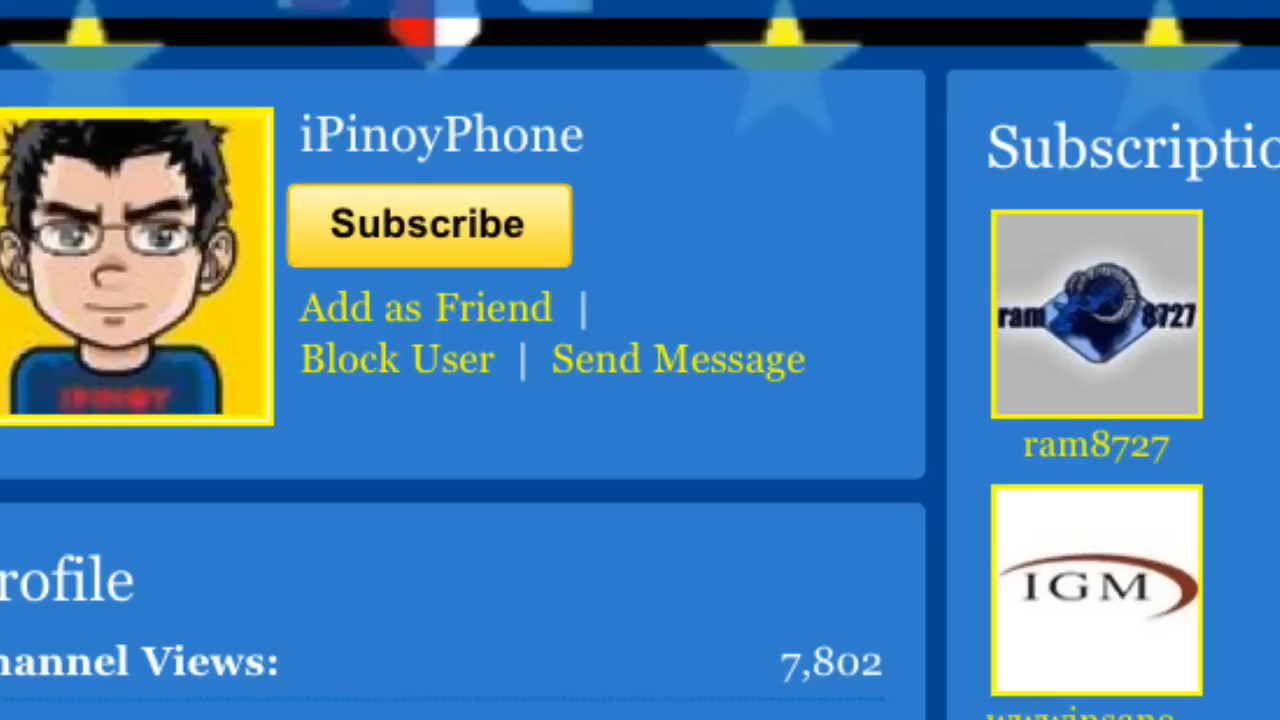 iPinoyPhone
Subscribe
Add as Friend |
Block User | Send Message
IPINOY
rofile
hannel Views: 7,802
Subscriptio
ram 8727
ram8727
IGM